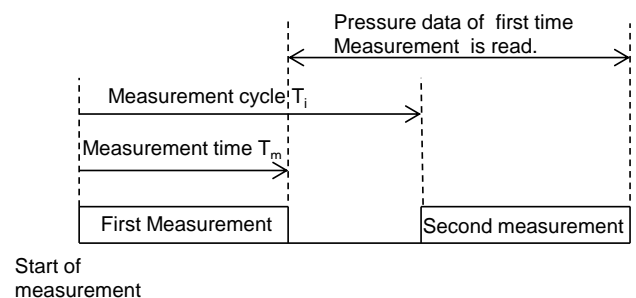 Pressure data of first time
Measurement is read.
Measurement cycle Ti
Measurement time Tm
First Measurement
Second measurement
Start of
measurement